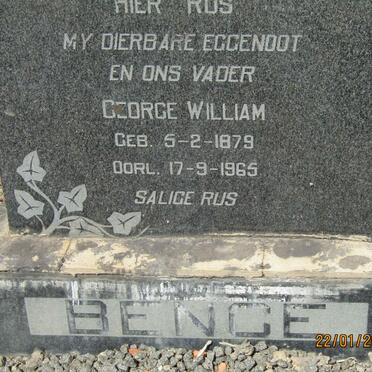 HIER RUS
MY DIERBARE EGGENOOT
EN ONS VADER
GEORGE WILLIAM
GEB. 5-2-1879
OORL. 17-9-1965
SALIGE RUS
BENCE
22/01/2